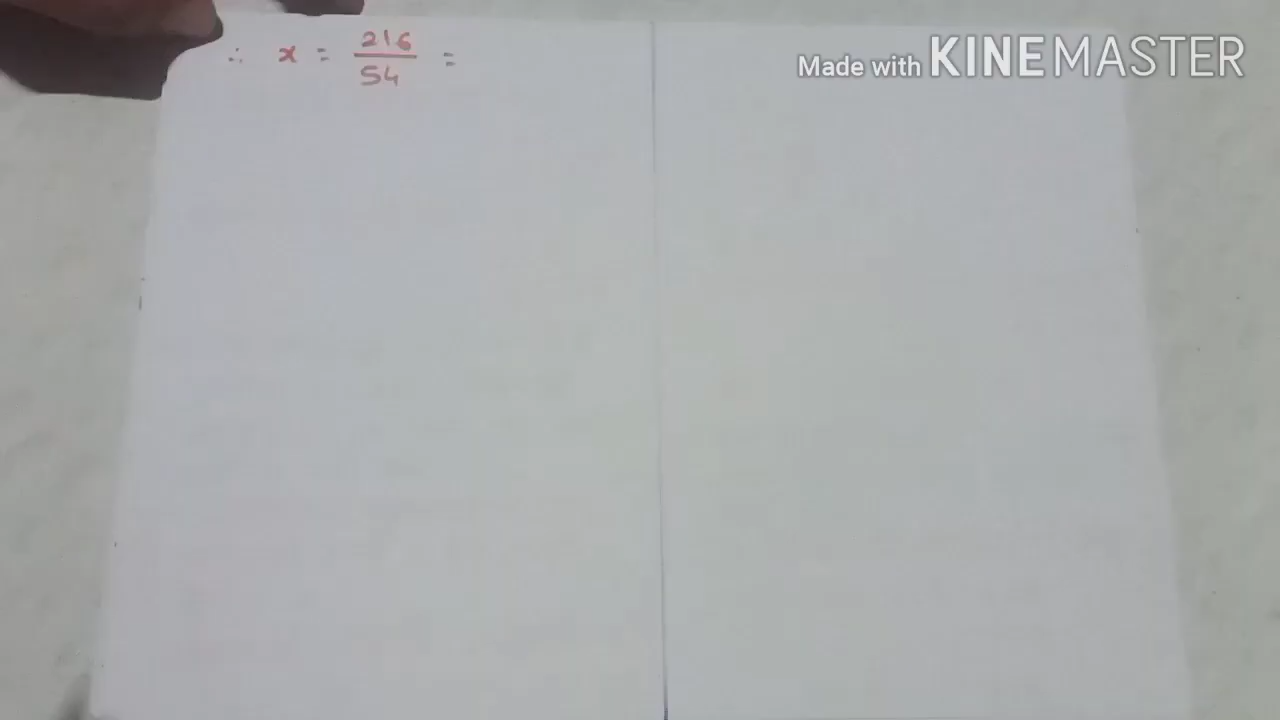 ∴ x = 216/54 =
Made with KINEMASTER